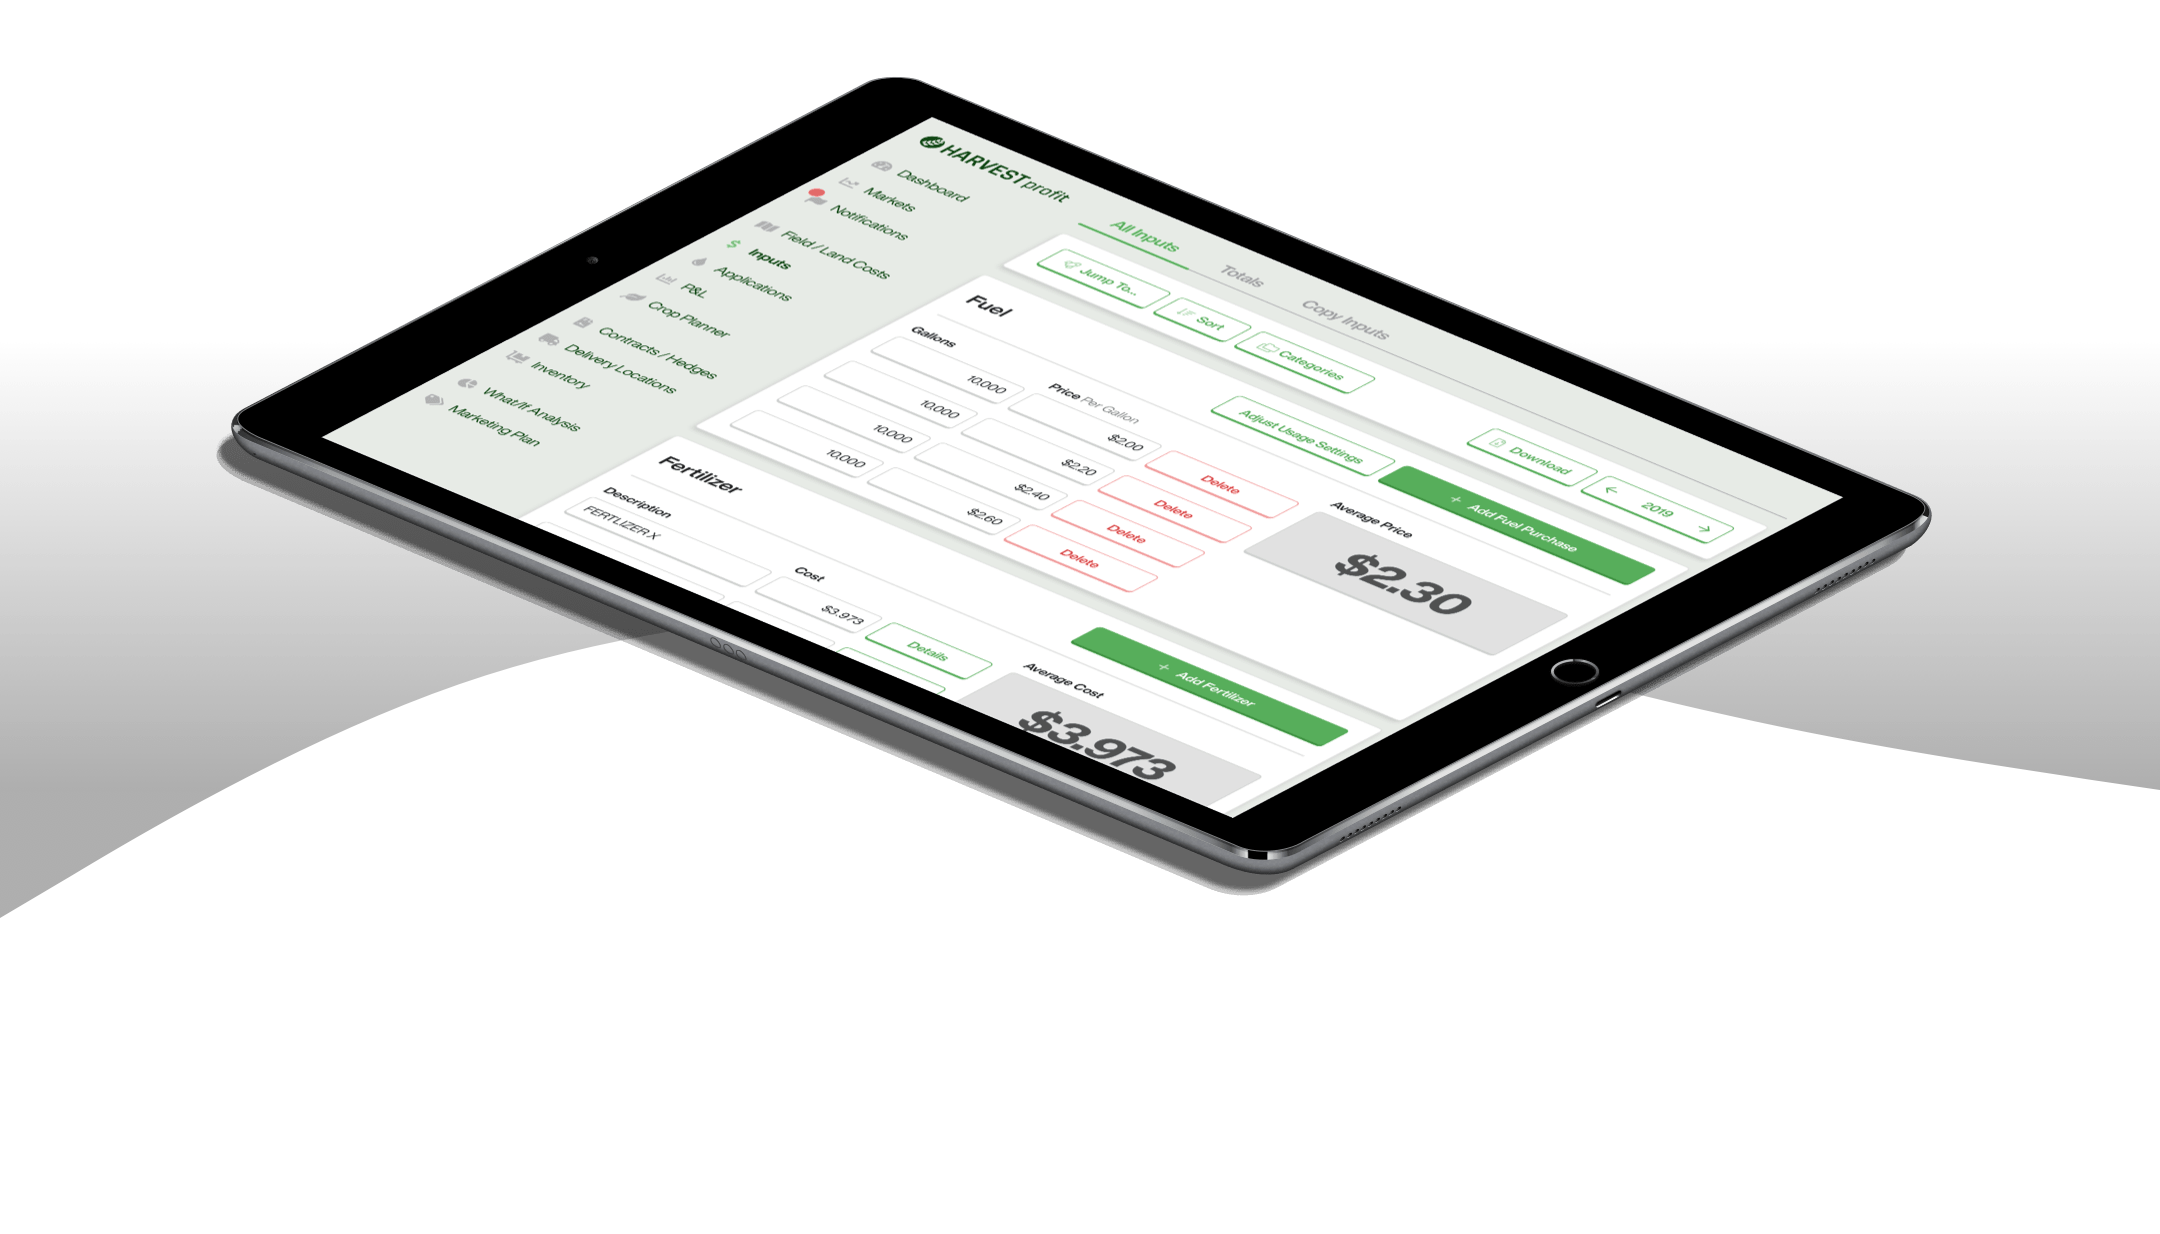 HARVESTprofit
Dashboard
Markets
Notifications
Field / Land Costs
$ Inputs
Applications
P&L
Crop Planner
Contracts / Hedges
Delivery Locations
Inventory
What/If Analysis
Marketing Plan
All Inputs
Totals
Copy Inputs
Jump To...
Sort
Categories
Download
← 2019 →
Fuel
Adjust Usage Settings
+ Add Fuel Purchase
Gallons
Price Per Gallon
Average Price
10,000
$2.00
Delete
10,000
$2.20
Delete
10,000
$2.40
Delete
10,000
$2.60
Delete
$2.30
Fertilizer
+ Add Fertilizer
Description
Cost
Average Cost
FERTLIZER X
$3.973
Details
$3.973